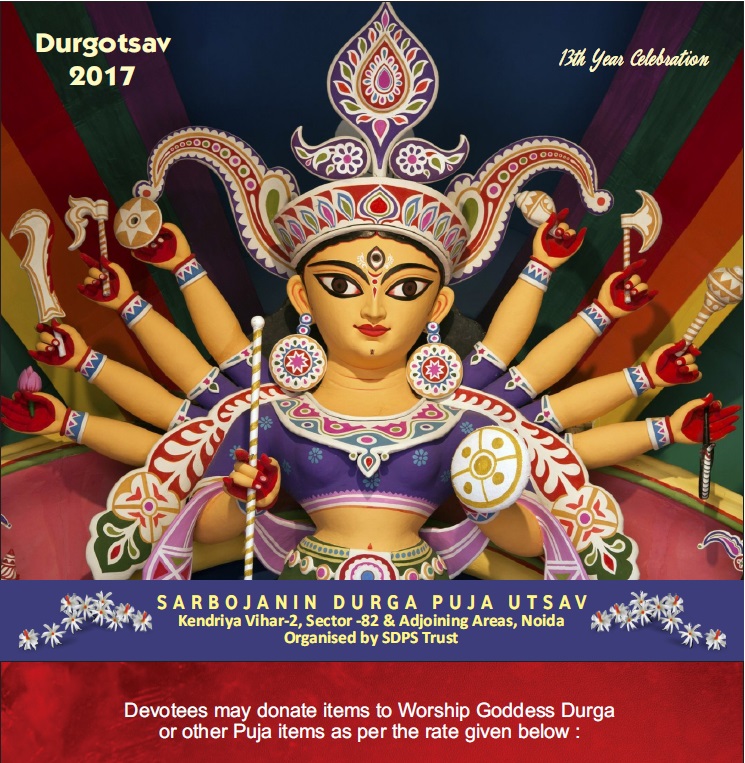 Durgotsav
2017
13th Year Celebration
SARBOJANIN DURGA PUJA UTSAV
Kendriya Vihar-2, Sector -82 & Adjoining Areas, Noida
Organised by SDPS Trust
Devotees may donate items to Worship Goddess Durga
or other Puja items as per the rate given below :